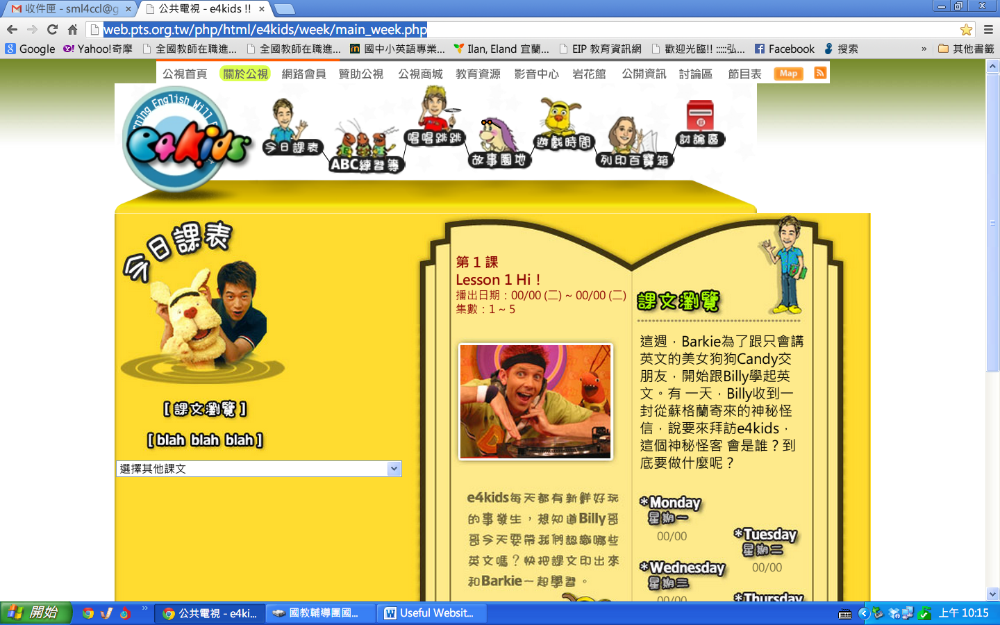 收件匣 - sml4ccl@g
公共電視 - e4kids !!
web.pts.org.tw/php/html/e4kids/week/main_week.php
Google
Yahoo!奇摩
全國教師在職進...
全國教師在職進...
國中小英語專業...
Ilan, Eland 宜蘭...
EIP 教育資訊網
歡迎光臨!! :::::弘...
Facebook
搜索
»
其他書籤
公視首頁
關於公視
網路會員
贊助公視
公視商城
教育資源
影音中心
岩花館
公開資訊
討論區
節目表
Map
ning English Will
e4kids
今日課表
ABC練習簿
唱唱跳跳
故事園地
遊戲時間
列印百寶箱
討論區
今日課表
[ 課文瀏覽 ]
[ blah blah blah ]
選擇其他課文
第 1 課
Lesson 1 Hi !
播出日期：00/00 (二) ~ 00/00 (二)
集數：1 ~ 5
e4kids每天都有新鮮好玩
的事發生，想知道Billy哥
哥今天要帶我們認識哪些
英文嗎？快把課文印出來
和Barkie一起學習。
課文瀏覽
這週，Barkie為了跟只會講
英文的美女狗狗Candy交
朋友，開始跟Billy學起英
文。有 一天，Billy收到一
封從蘇格蘭寄來的神秘怪
信，說要來拜訪e4kids，
這個神秘怪客 會是誰？到
底要做什麼呢？
*Monday
星期一
00/00
*Tuesday
星期二
00/00
*Wednesday
星期三
00/00
*Thursday
開始
»
公共電視 - e4ki...
國教輔導團國...
Useful Websit...
上午 10:15